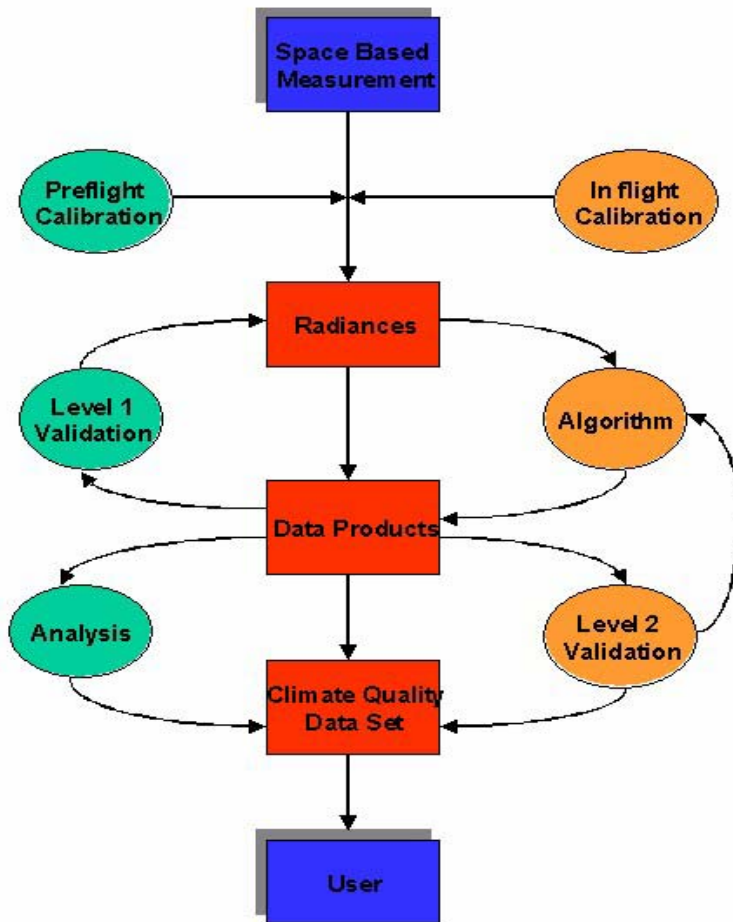 Space Based
Measurement
Preflight
Calibration
In flight
Calibration
Radiances
Level 1
Validation
Algorithm
Data Products
Analysis
Level 2
Validation
Climate Quality
Data Set
User